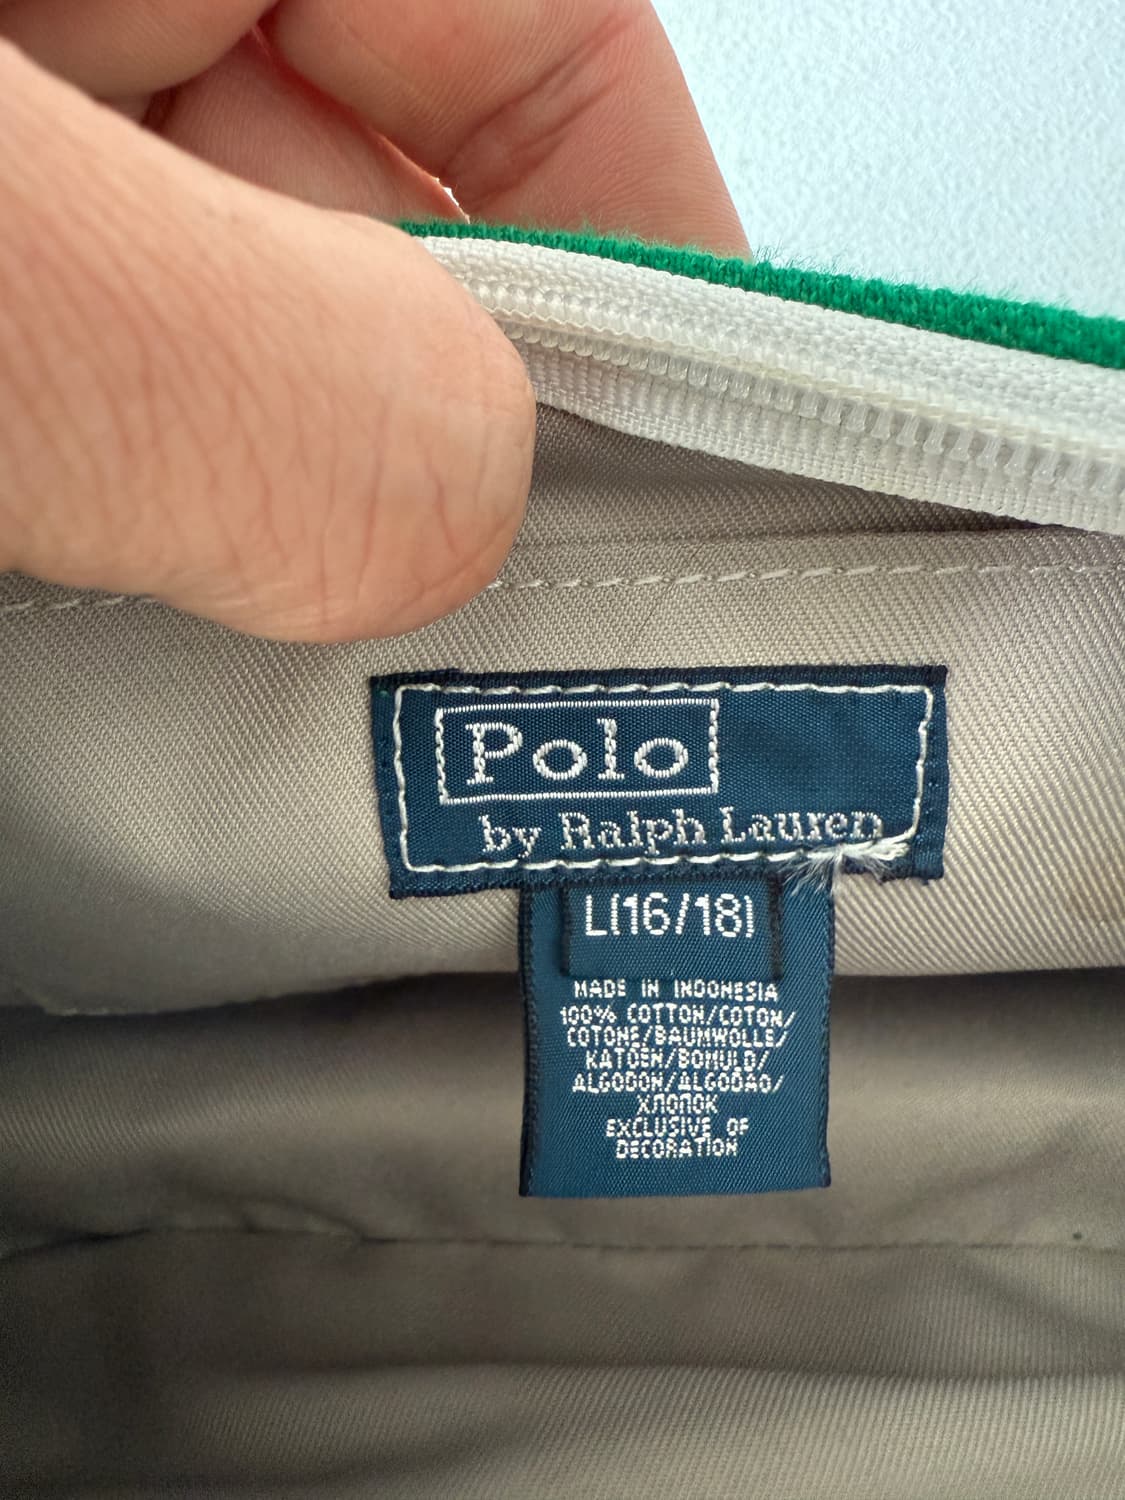 Polo
by Ralph Lauren
L(16/18)
MADE IN INDONESIA
100% COTTON/COTON/
COTONE/BAUMWOLLE/
KATOEN/BOMULD/
ALGODON/ALGODÃO/
ХЛОПОК
EXCLUSIVE OF
DECORATION